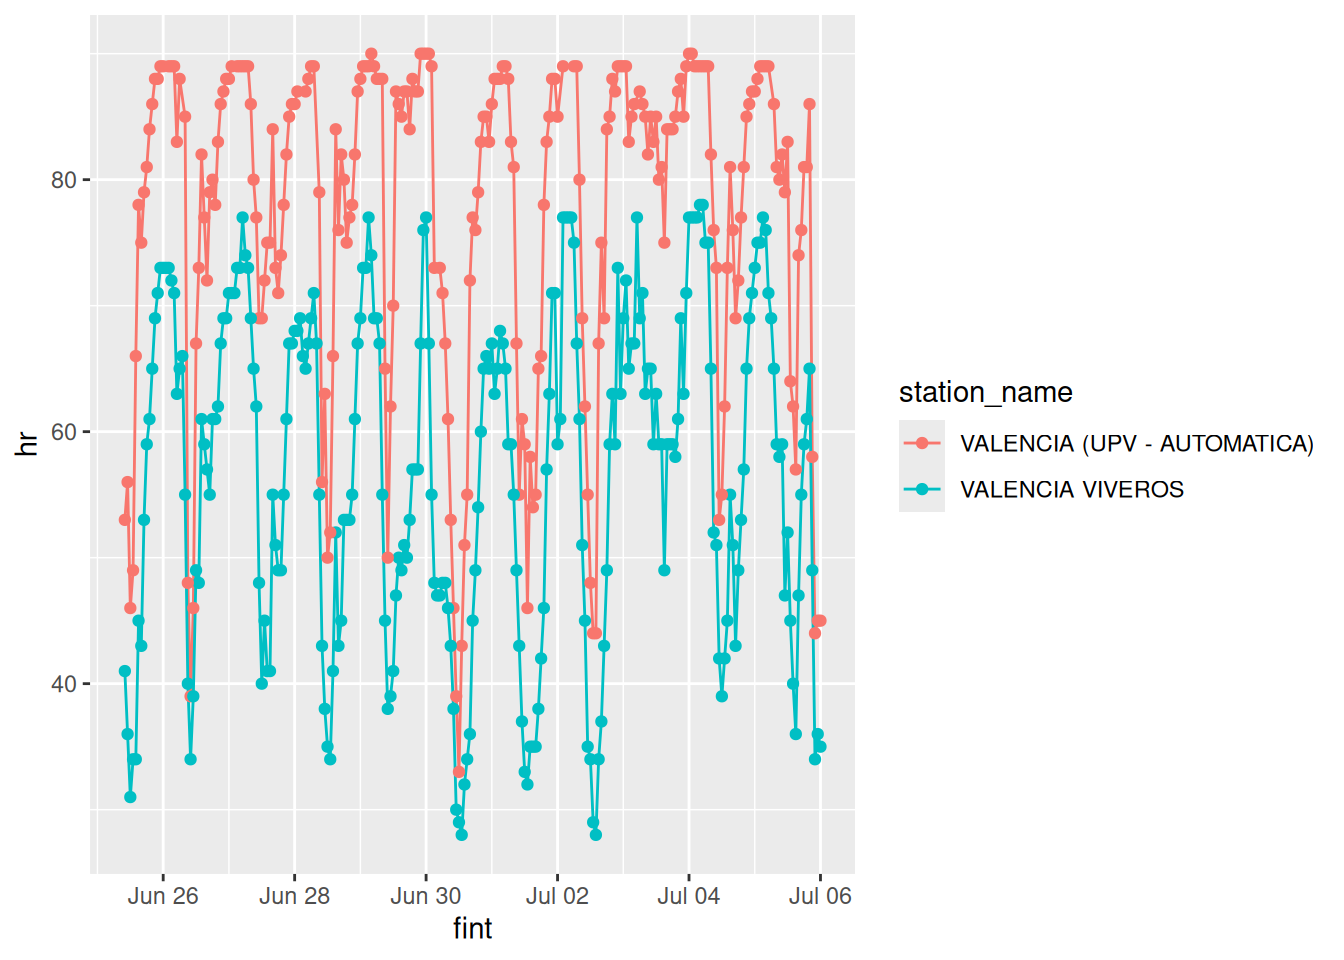 hr
80
60
40
Jun 26 Jun 28 Jun 30 Jul 02 Jul 04 Jul 06
fint
station_name
VALENCIA (UPV - AUTOMATICA)
VALENCIA VIVEROS